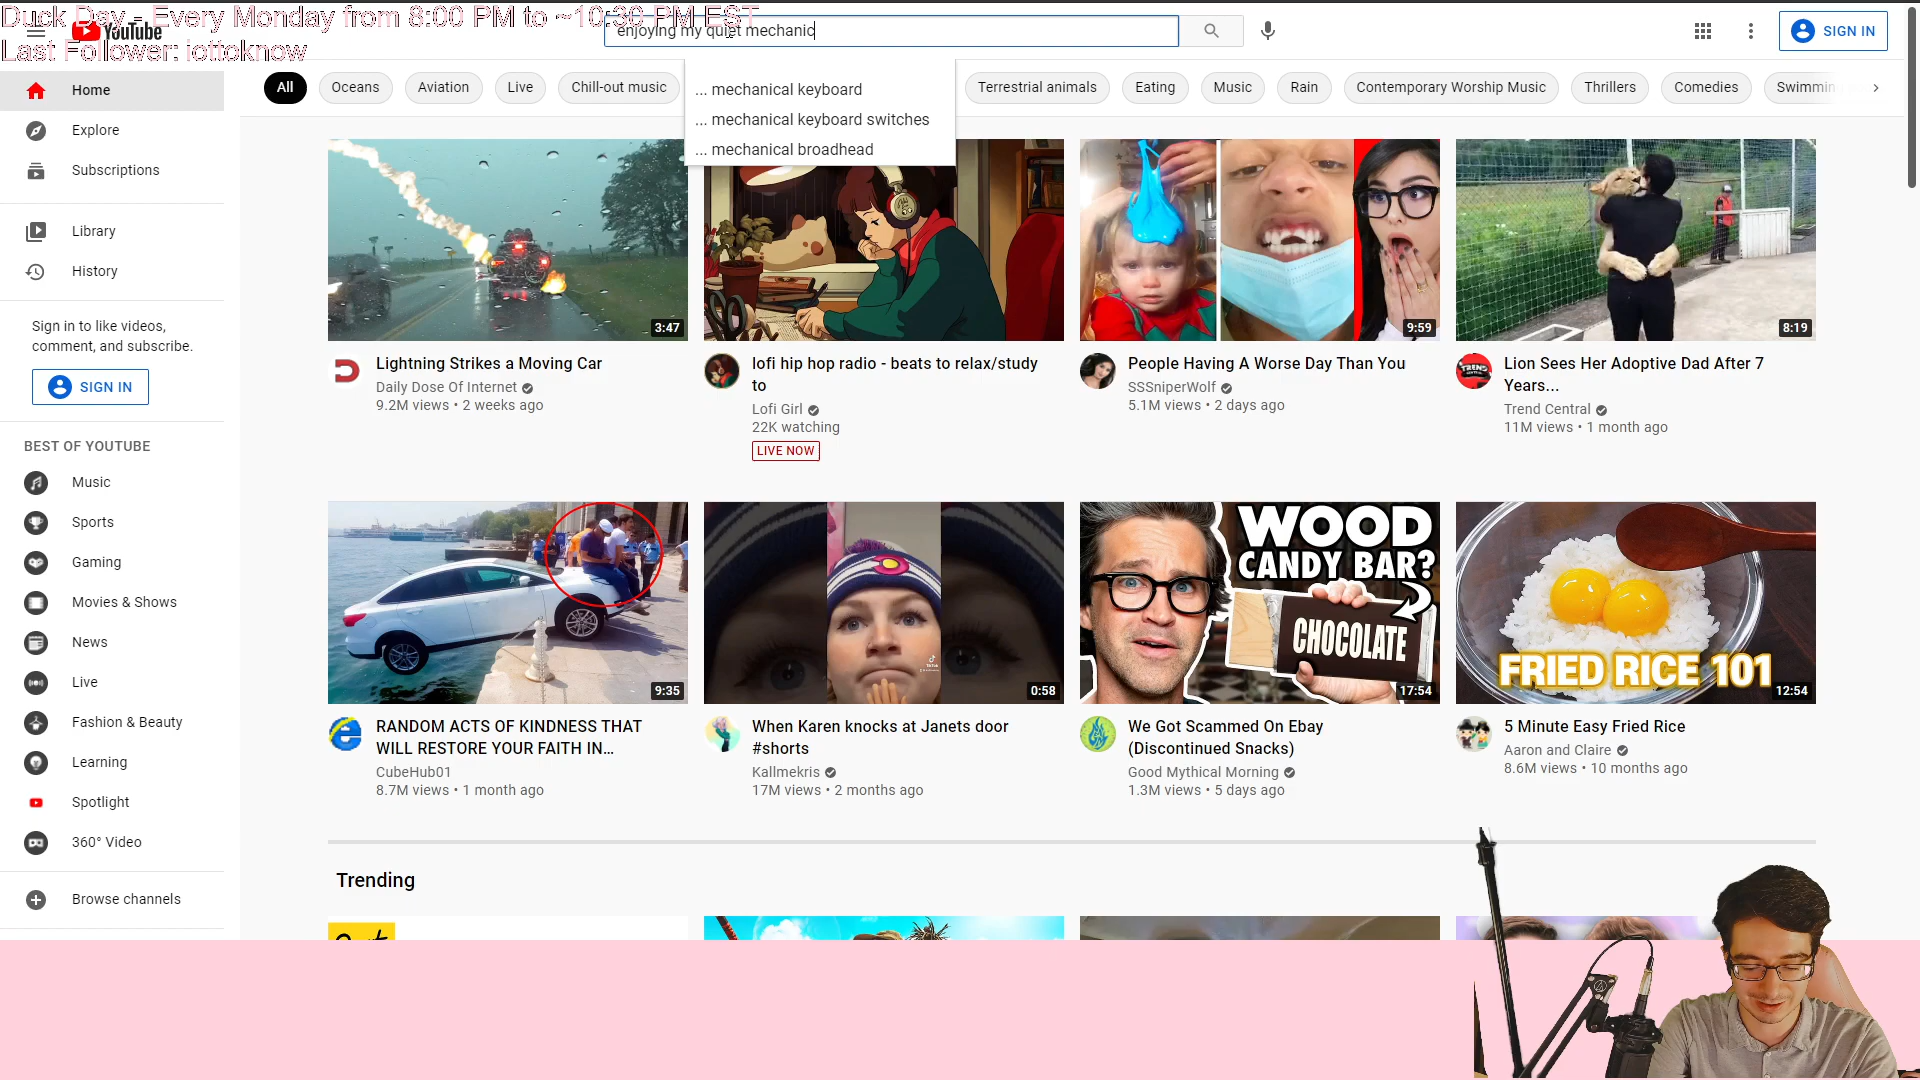 Duck Day - Every Monday from 8:00 PM to ~10:30 PM EST
Last Follower: iottoknow
YouTube
enjoying my quiet mechanic
SIGN IN
... mechanical keyboard
... mechanical keyboard switches
... mechanical broadhead
All
Oceans
Aviation
Live
Chill-out music
Terrestrial animals
Eating
Music
Rain
Contemporary Worship Music
Thrillers
Comedies
Swimmin
Home
Explore
Subscriptions
Library
History
Sign in to like videos,
comment, and subscribe.
SIGN IN
BEST OF YOUTUBE
Music
Sports
Gaming
Movies & Shows
News
Live
Fashion & Beauty
Learning
Spotlight
360° Video
Browse channels
3:47
Lightning Strikes a Moving Car
Daily Dose Of Internet
9.2M views • 2 weeks ago
lofi hip hop radio - beats to relax/study
to
Lofi Girl
22K watching
LIVE NOW
9:59
People Having A Worse Day Than You
SSSniperWolf
5.1M views • 2 days ago
8:19
TREND
Lion Sees Her Adoptive Dad After 7
Years...
Trend Central
11M views • 1 month ago
9:35
RANDOM ACTS OF KINDNESS THAT
WILL RESTORE YOUR FAITH IN...
CubeHub01
8.7M views • 1 month ago
TikTok
0:58
When Karen knocks at Janets door
#shorts
Kallmekris
17M views • 2 months ago
WOOD
CANDY BAR?
CHOCOLATE
17:54
We Got Scammed On Ebay
(Discontinued Snacks)
Good Mythical Morning
1.3M views • 5 days ago
FRIED RICE 101
12:54
5 Minute Easy Fried Rice
Aaron and Claire
8.6M views • 10 months ago
Trending